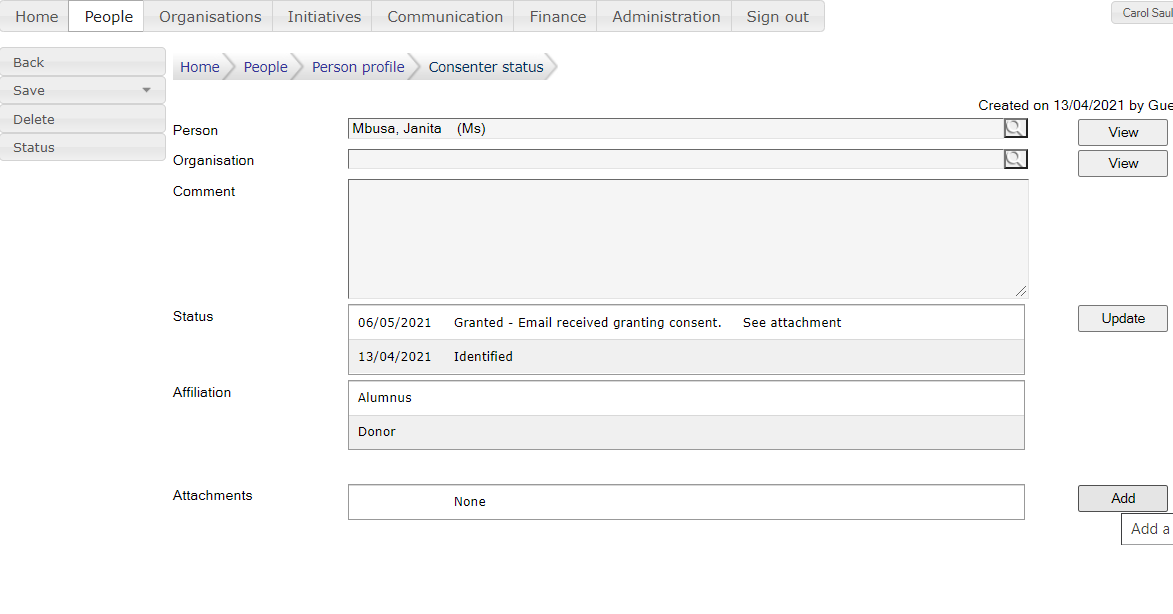 Home People Organisations Initiatives Communication Finance Administration Sign out
Carol Saul
Back
Save
Delete
Status
Home People Person profile Consenter status
Created on 13/04/2021 by Gue
Person Mbusa, Janita (Ms) View
Organisation View
Comment
Status 06/05/2021 Granted - Email received granting consent. See attachment Update
13/04/2021 Identified
Affiliation Alumnus
Donor
Attachments None Add
Add a